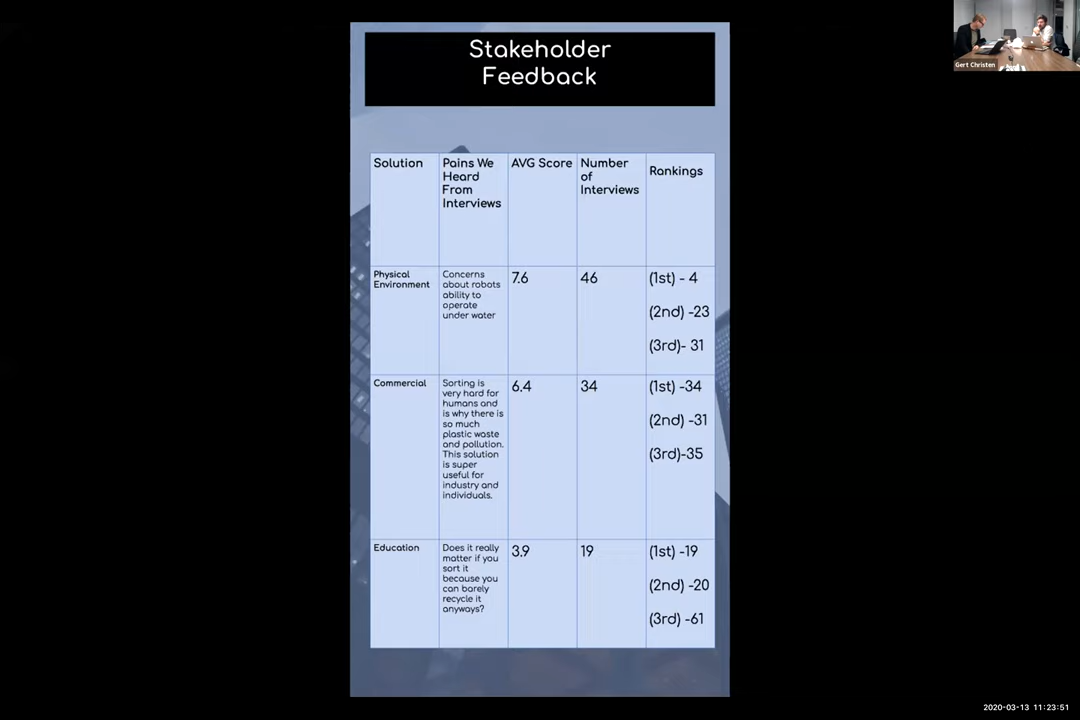 Stakeholder
Feedback
Gert Christen
Solution
Pains We
Heard
From
Interviews
AVG Score
Number
of
Interviews
Rankings
Physical
Environment
Concerns
about robots
ability to
operate
under water
7.6
46
(1st) - 4
(2nd) -23
(3rd)- 31
Commercial
Sorting is
very hard for
humans and
is why there is
so much
plastic waste
and pollution.
This solution
is super
useful for
industry and
individuals.
6.4
34
(1st) -34
(2nd) -31
(3rd)-35
Education
Does it really
matter if you
sort it
because you
can barely
recycle it
anyways?
3.9
19
(1st) -19
(2nd) -20
(3rd) -61
2020-03-13 11:23:51